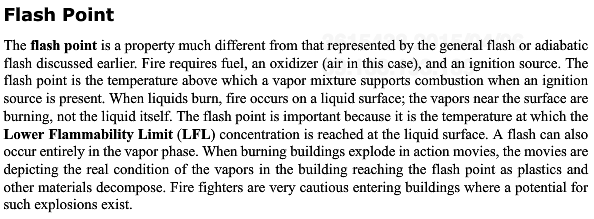 Flash Point
The flash point is a property much different from that represented by the general flash or adiabatic
flash discussed earlier. Fire requires fuel, an oxidizer (air in this case), and an ignition source. The
flash point is the temperature above which a vapor mixture supports combustion when an ignition
source is present. When liquids burn, fire occurs on a liquid surface; the vapors near the surface are
burning, not the liquid itself. The flash point is important because it is the temperature at which the
Lower Flammability Limit (LFL) concentration is reached at the liquid surface. A flash can also
occur entirely in the vapor phase. When burning buildings explode in action movies, the movies are
depicting the real condition of the vapors in the building reaching the flash point as plastics and
other materials decompose. Fire fighters are very cautious entering buildings where a potential for
such explosions exist.